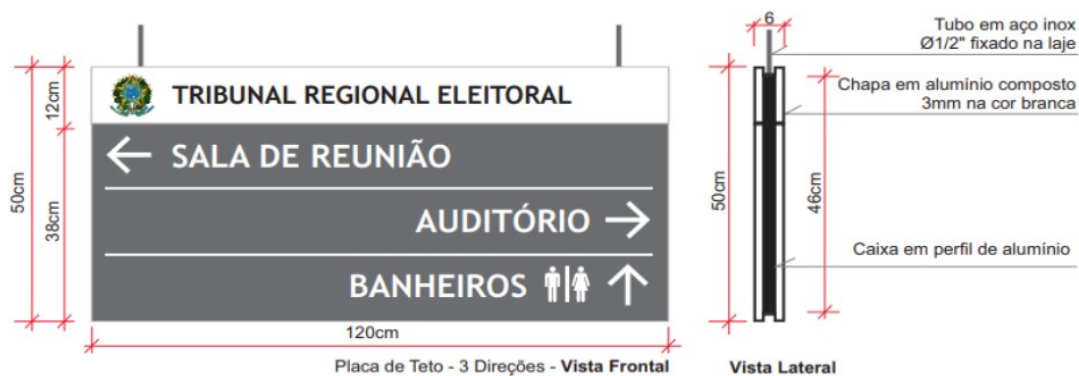 TRIBUNAL REGIONAL ELEITORAL
SALA DE REUNIÃO
AUDITÓRIO
BANHEIROS
12cm
38cm
50cm
120cm
Placa de Teto - 3 Direções - Vista Frontal
6
50cm
46cm
Tubo em aço inox
Ø1/2" fixado na laje
Chapa em alumínio composto
3mm na cor branca
Caixa em perfil de alumínio
Vista Lateral